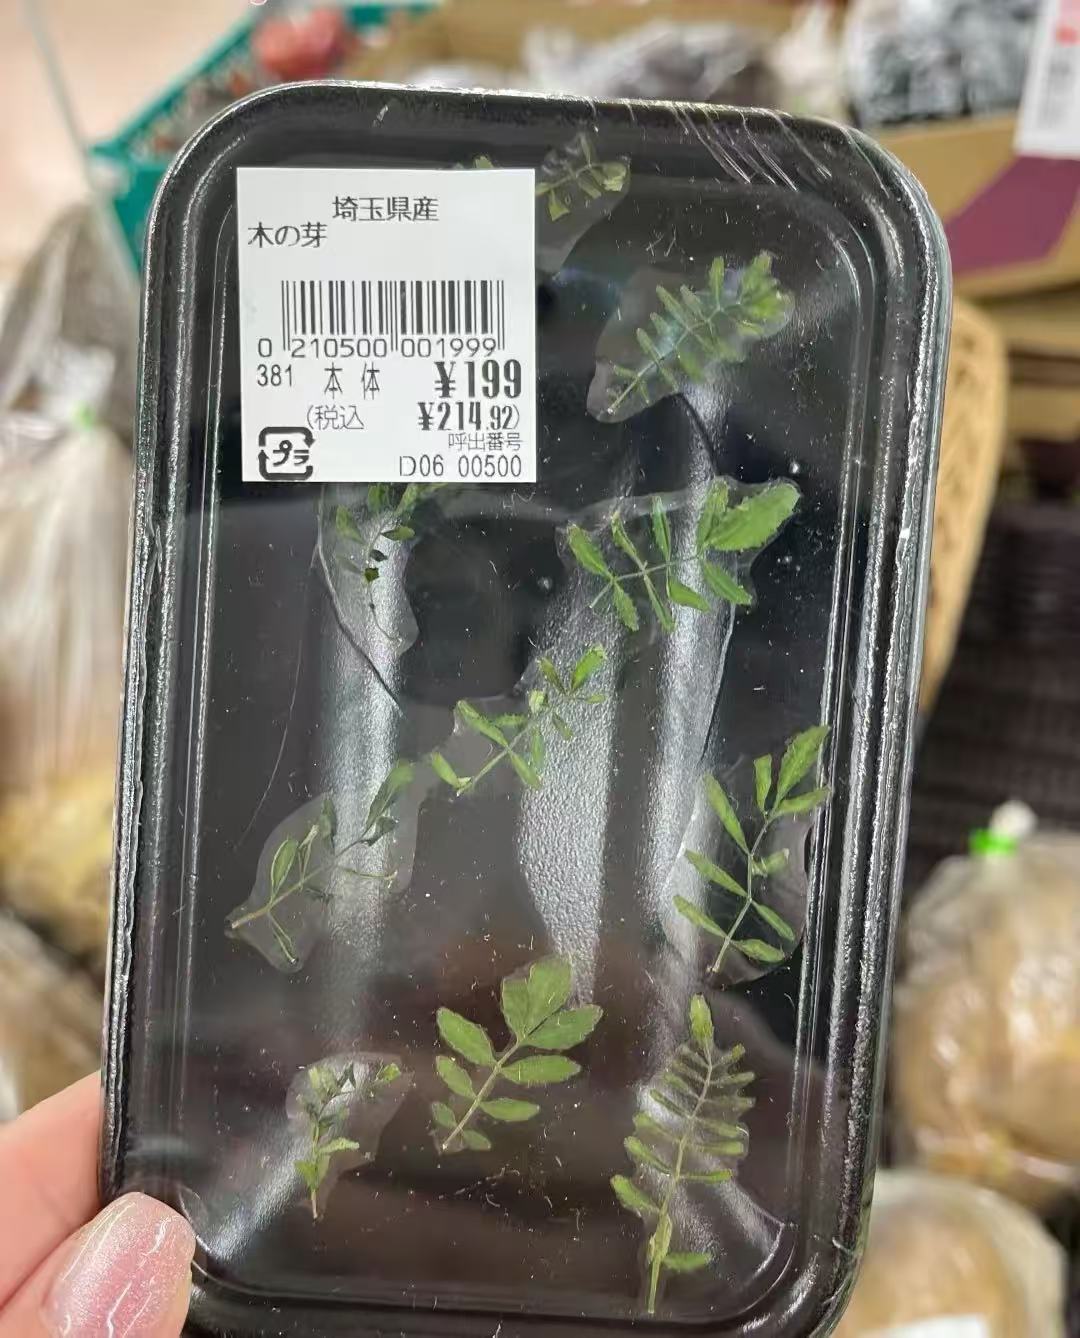 埼玉県産
木の芽
0 210500 001999
381 本体 ¥199
(税込 ¥214.92)
プラ
呼出番号
D06 00500